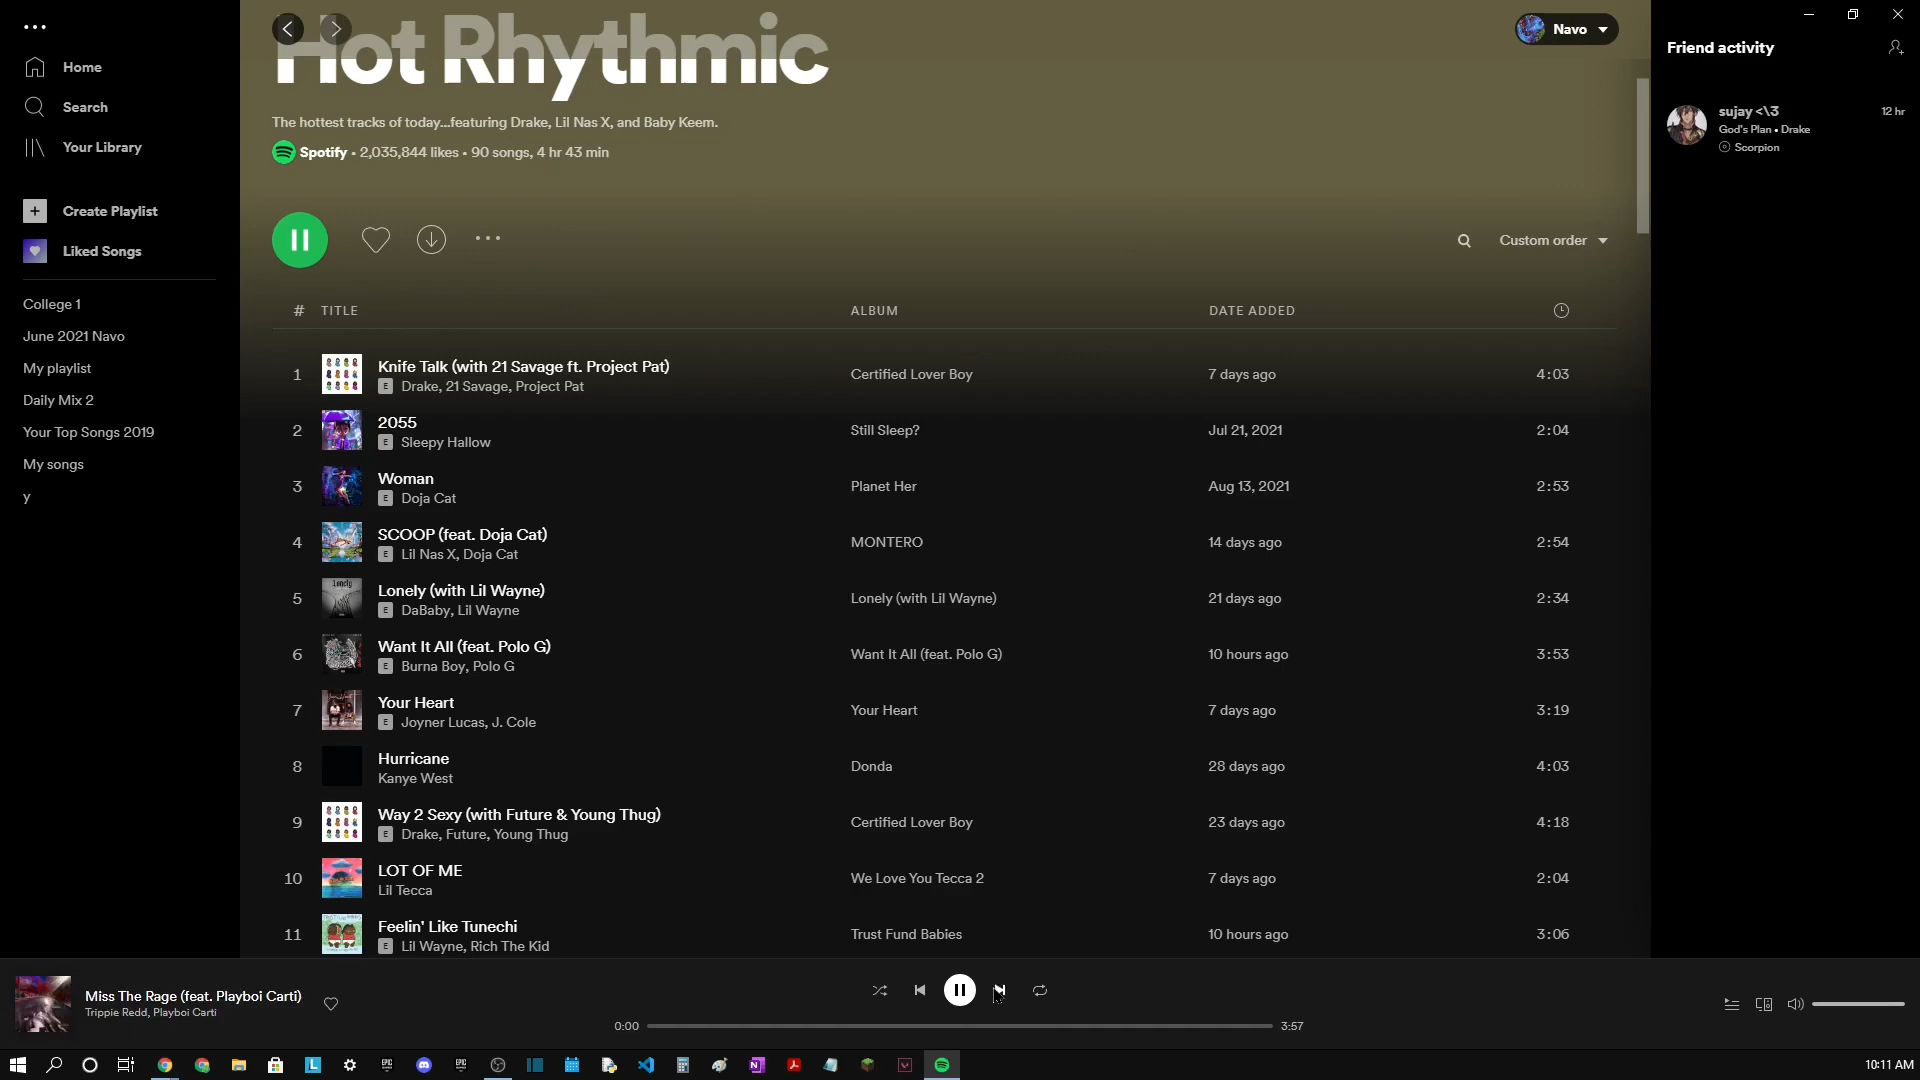 Home
Search
Your Library
Create Playlist
Liked Songs
College 1
June 2021 Navo
My playlist
Daily Mix 2
Your Top Songs 2019
My songs
y
Hot Rhythmic
Navo
The hottest tracks of today...featuring Drake, Lil Nas X, and Baby Keem.
Spotify • 2,035,844 likes • 90 songs, 4 hr 43 min
Custom order
# TITLE ALBUM DATE ADDED
1 Knife Talk (with 21 Savage ft. Project Pat) Certified Lover Boy 7 days ago 4:03
E Drake, 21 Savage, Project Pat
2 2055 Still Sleep? Jul 21, 2021 2:04
E Sleepy Hallow
3 Woman Planet Her Aug 13, 2021 2:53
E Doja Cat
4 SCOOP (feat. Doja Cat) MONTERO 14 days ago 2:54
E Lil Nas X, Doja Cat
5 Lonely (with Lil Wayne) Lonely (with Lil Wayne) 21 days ago 2:34
E DaBaby, Lil Wayne
6 Want It All (feat. Polo G) Want It All (feat. Polo G) 10 hours ago 3:53
E Burna Boy, Polo G
7 Your Heart Your Heart 7 days ago 3:19
E Joyner Lucas, J. Cole
8 Hurricane Donda 28 days ago 4:03
Kanye West
9 Way 2 Sexy (with Future & Young Thug) Certified Lover Boy 23 days ago 4:18
E Drake, Future, Young Thug
10 LOT OF ME We Love You Tecca 2 7 days ago 2:04
Lil Tecca
11 Feelin' Like Tunechi Trust Fund Babies 10 hours ago 3:06
E Lil Wayne, Rich The Kid
Friend activity
sujay <\3 12 hr
God's Plan • Drake
Scorpion
Miss The Rage (feat. Playboi Carti)
Trippie Redd, Playboi Carti
0:00 3:57
10:11 AM